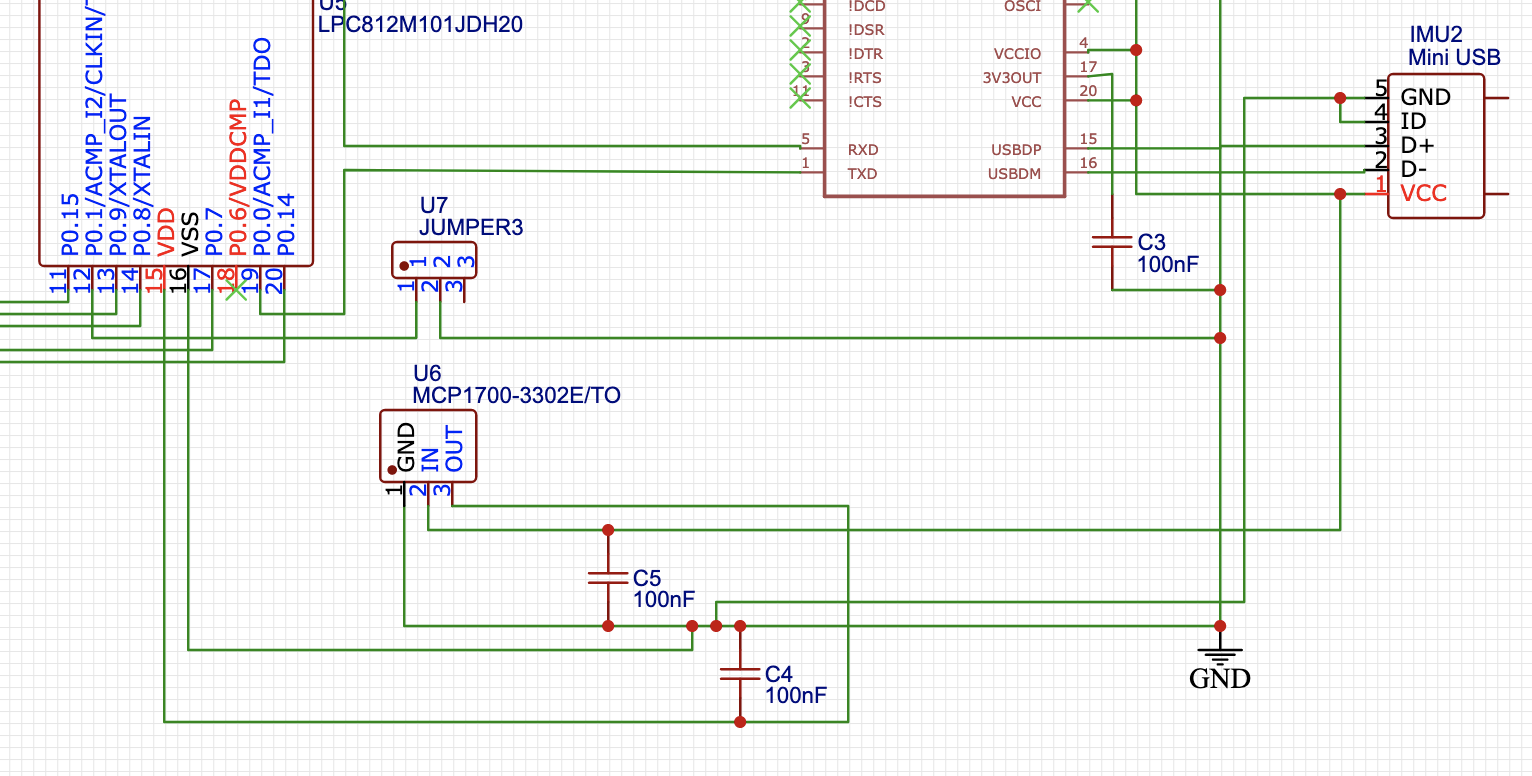 U5
LPC812M101JDH20
P0.15
P0.1/ACMP_I2/CLKIN/
P0.9/XTALOUT
P0.8/XTALIN
VDD
VSS
P0.7
P0.6/VDDCMP
P0.0/ACMP_I1/TDO
P0.14
11
12
13
14
15
16
17
18
19
20
!DCD
9
!DSR
2
!DTR
3
!RTS
11
!CTS
5
RXD
1
TXD
OSCI
4
VCCIO
17
3V3OUT
20
VCC
15
USBDP
16
USBDM
IMU2
Mini USB
5 GND
4 ID
3 D+
2 D-
1 VCC
C3
100nF
U7
JUMPER3
1 2 3
1 2 3
U6
MCP1700-3302E/TO
GND
IN
OUT
1 2 3
C5
100nF
C4
100nF
GND